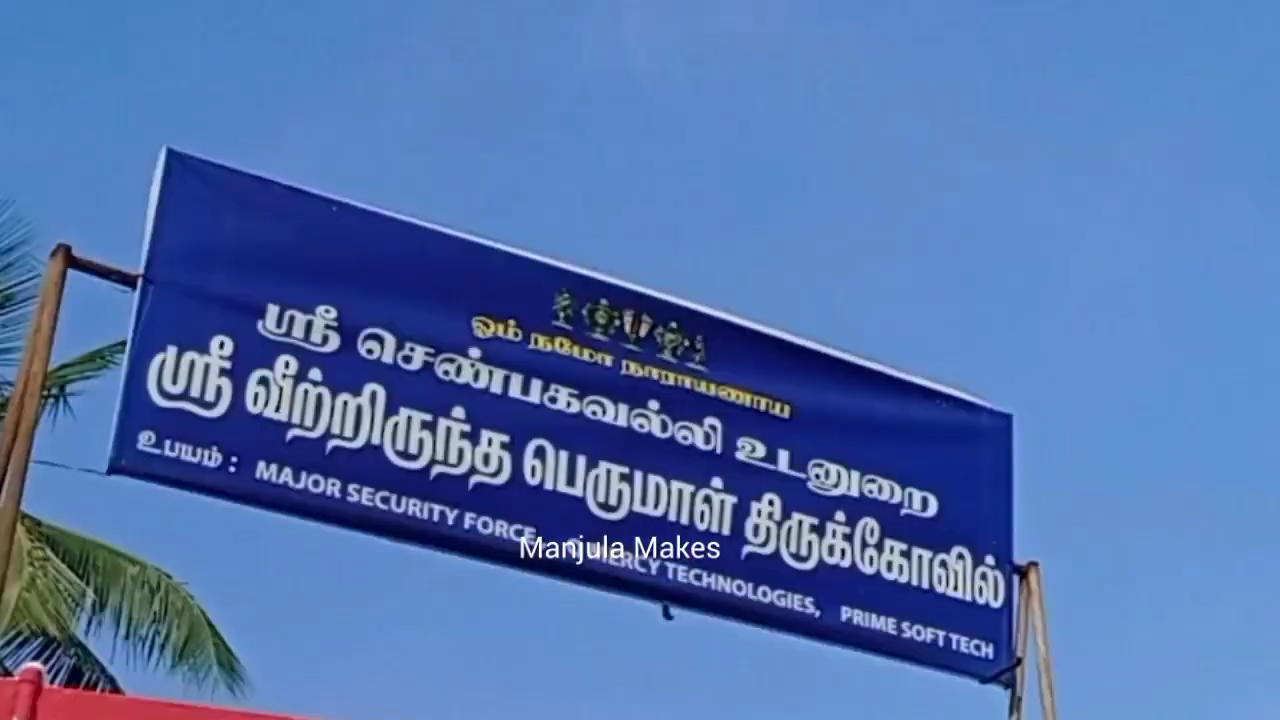 ஓம் நமோ நாராயணாய
ஸ்ரீ செண்பகவல்லி உடனுறை
ஸ்ரீ வீற்றிருந்த பெருமாள் திருக்கோவில்
உபயம் : MAJOR SECURITY FORCE TECHNOLOGIES, PRIME SOFT TECH
Manjula Makes